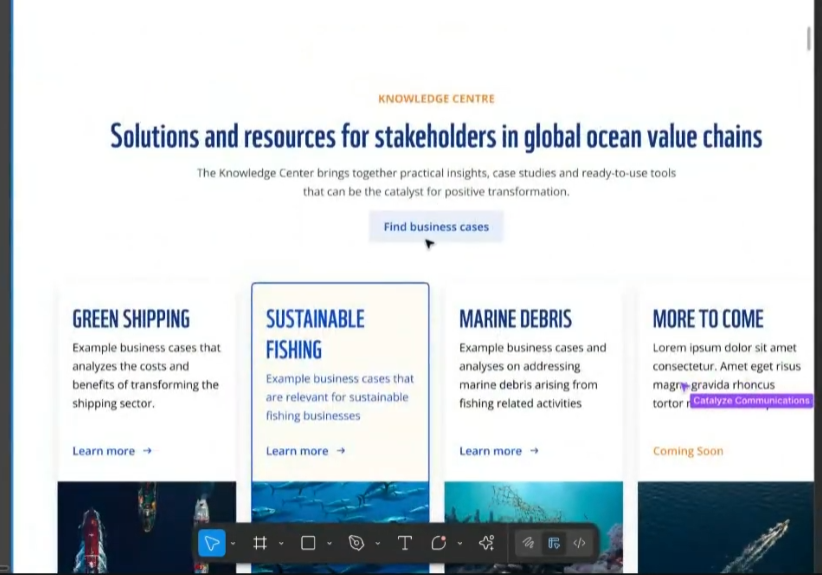 KNOWLEDGE CENTRE
Solutions and resources for stakeholders in global ocean value chains
The Knowledge Center brings together practical insights, case studies and ready-to-use tools
that can be the catalyst for positive transformation.
Find business cases
GREEN SHIPPING
Example business cases that
analyzes the costs and
benefits of transforming the
shipping sector.
Learn more →
SUSTAINABLE
FISHING
Example business cases that
are relevant for sustainable
fishing businesses
Learn more →
MARINE DEBRIS
Example business cases and
analyses on addressing
marine debris arising from
fishing related activities
Learn more →
MORE TO COME
Lorem ipsum dolor sit amet
consectetur. Amet eget risus
magna gravida rhoncus
tortor
Catalyze Communications
Coming Soon